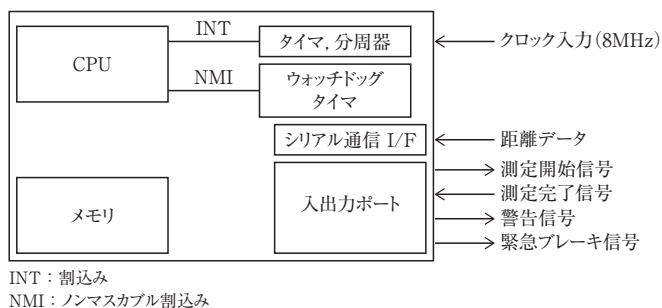 INT
タイマ，分周器
クロック入力（8MHz）
CPU
NMI
ウォッチドッグ
タイマ
シリアル通信 I/F
距離データ
測定開始信号
入出力ポート
測定完了信号
メモリ
警告信号
緊急ブレーキ信号
INT：割込み
NMI：ノンマスカブル割込み